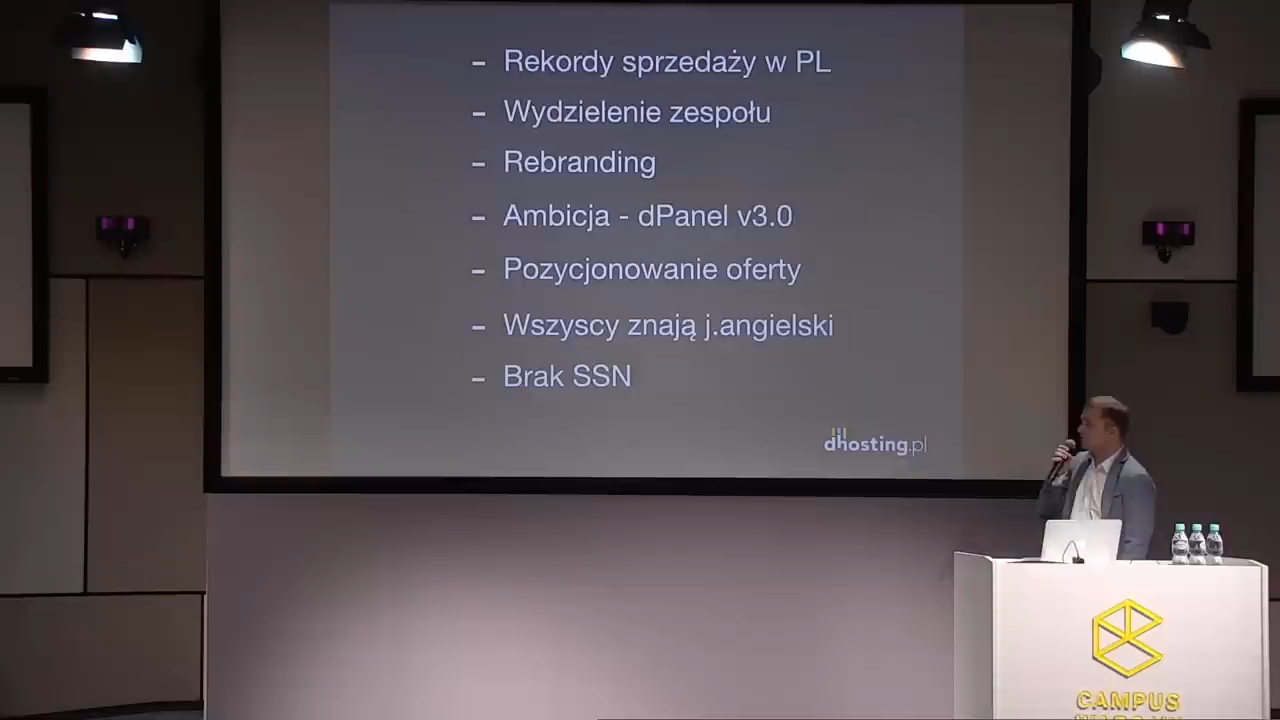 – Rekordy sprzedaży w PL
– Wydzielenie zespołu
– Rebranding
– Ambicja - dPanel v3.0
– Pozycjonowanie oferty
– Wszyscy znają j.angielski
– Brak SSN
dhosting.pl
CAMPUS